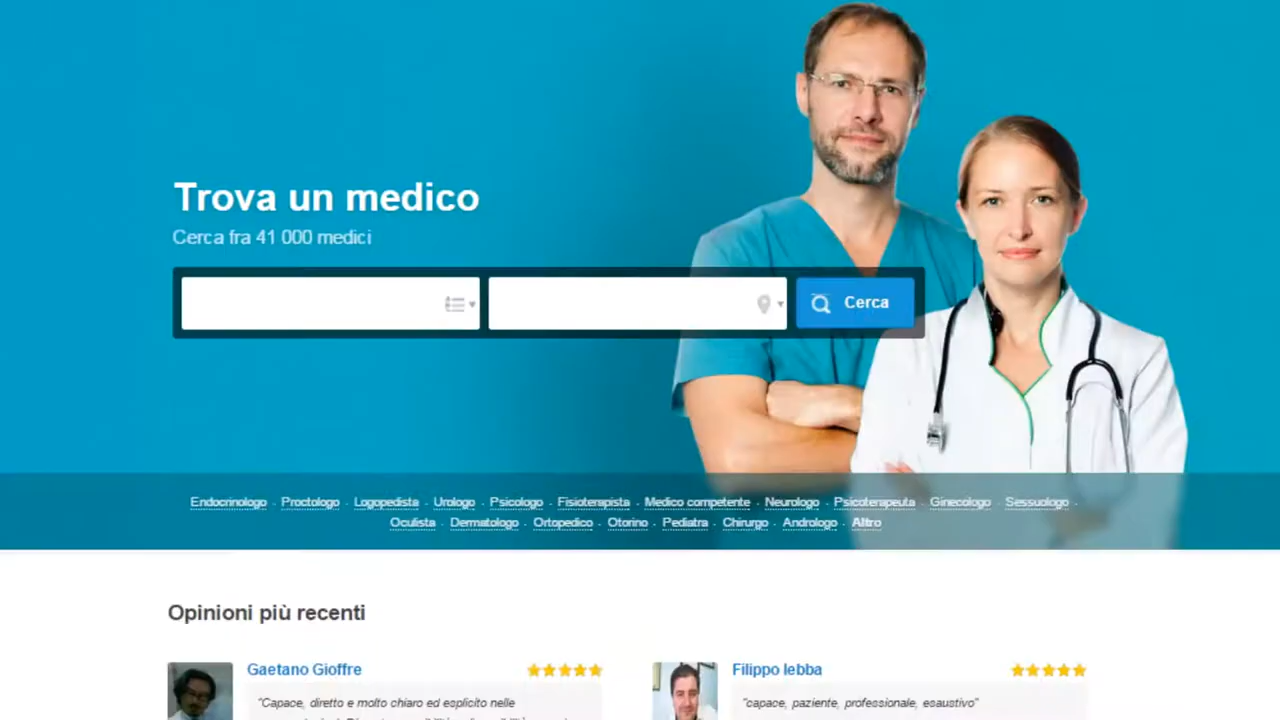 Trova un medico
Cerca fra 41 000 medici
Cerca
Endocrinologo · Proctologo · Logopedista · Urologo · Psicologo · Fisioterapista · Medico competente · Neurologo · Psicoterapeuta · Ginecologo · Sessuologo ·
Oculista · Dermatologo · Ortopedico · Otorino · Pediatra · Chirurgo · Andrologo · Altro
Opinioni più recenti
Gaetano Gioffre
Filippo Iebba
"Capace, diretto e molto chiaro ed esplicito nelle
"capace, paziente, professionale, esaustivo"